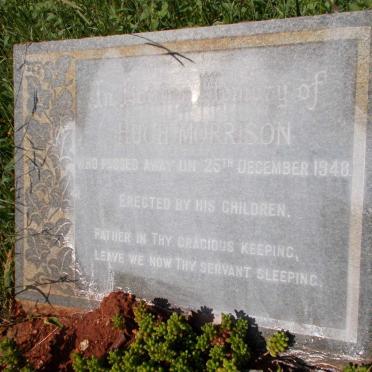 In Loving Memory of
HUGH MORRISON
WHO PASSED AWAY ON 25TH DECEMBER 1948.
ERECTED BY HIS CHILDREN.
FATHER IN THY GRACIOUS KEEPING,
LEAVE WE NOW THY SERVANT SLEEPING.